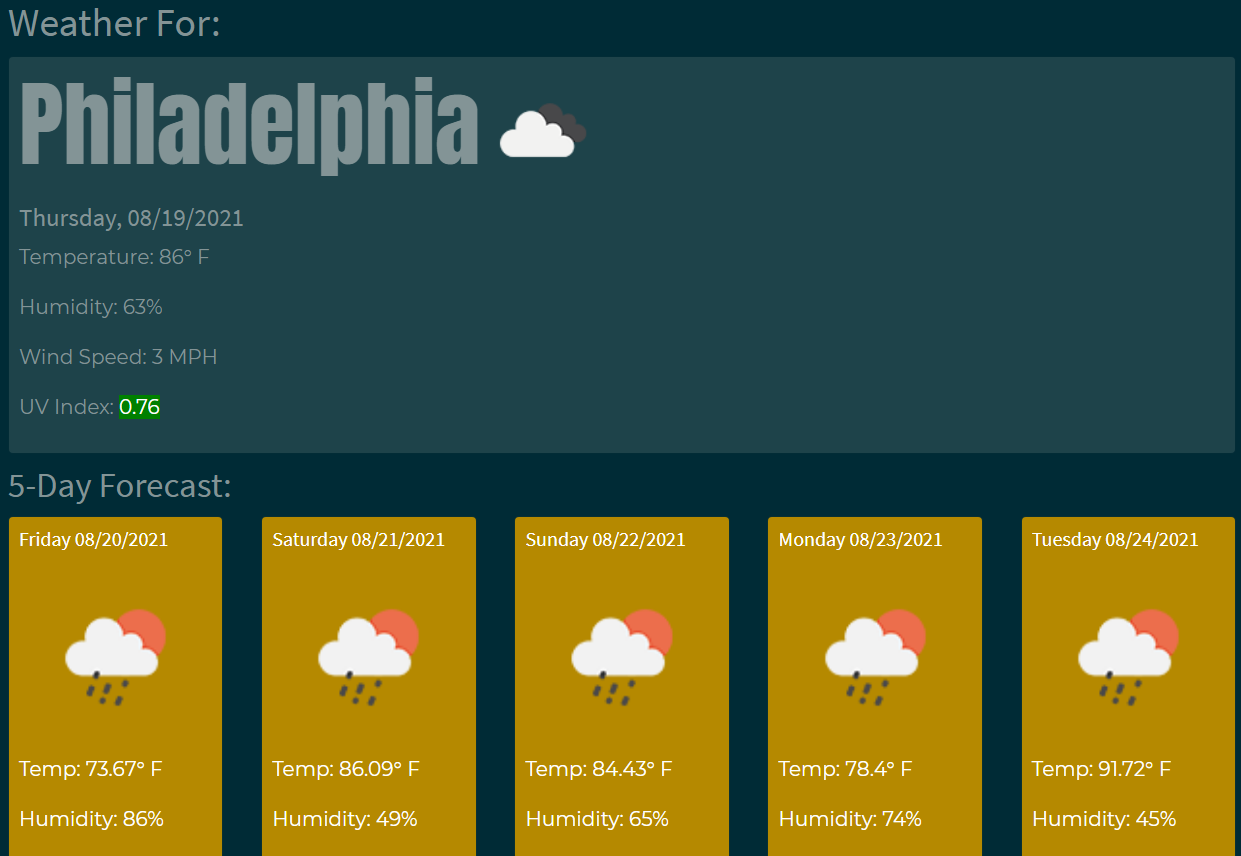 Weather For:
Philadelphia
Thursday, 08/19/2021
Temperature: 86° F
Humidity: 63%
Wind Speed: 3 MPH
UV Index: 0.76
5-Day Forecast:
Friday 08/20/2021
Temp: 73.67° F
Humidity: 86%
Saturday 08/21/2021
Temp: 86.09° F
Humidity: 49%
Sunday 08/22/2021
Temp: 84.43° F
Humidity: 65%
Monday 08/23/2021
Temp: 78.4° F
Humidity: 74%
Tuesday 08/24/2021
Temp: 91.72° F
Humidity: 45%